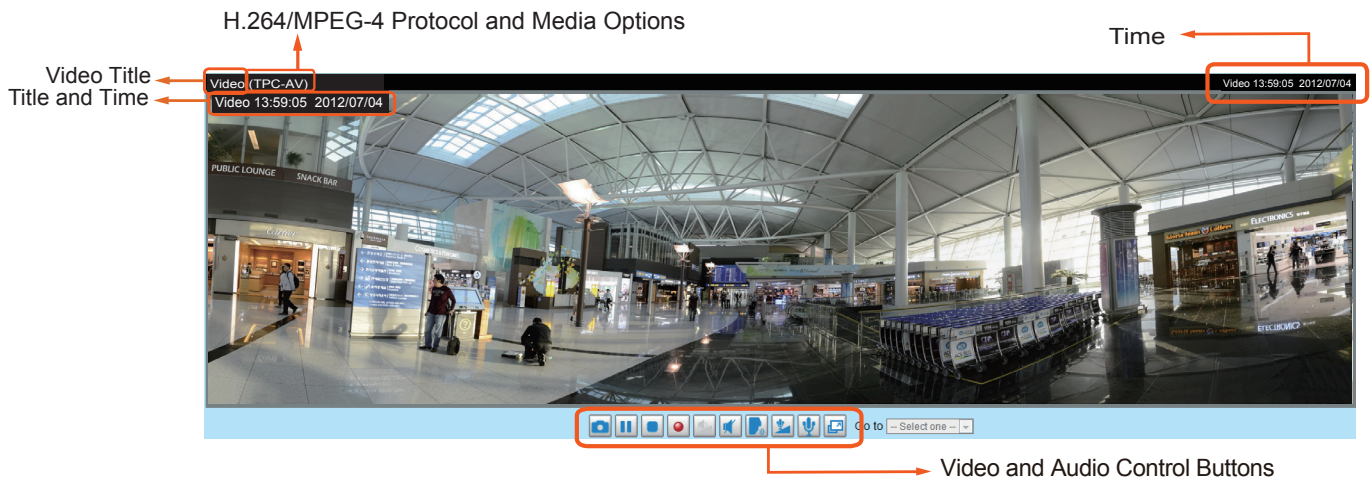 H.264/MPEG-4 Protocol and Media Options
Time
Video Title
Video (TPC-AV)
Video 13:59:05 2012/07/04
Title and Time
Video 13:59:05 2012/07/04
PUBLIC LOUNGE
SNACK BAR
Cartier
ELECTRONICS
Go to
-- Select one --
Video and Audio Control Buttons